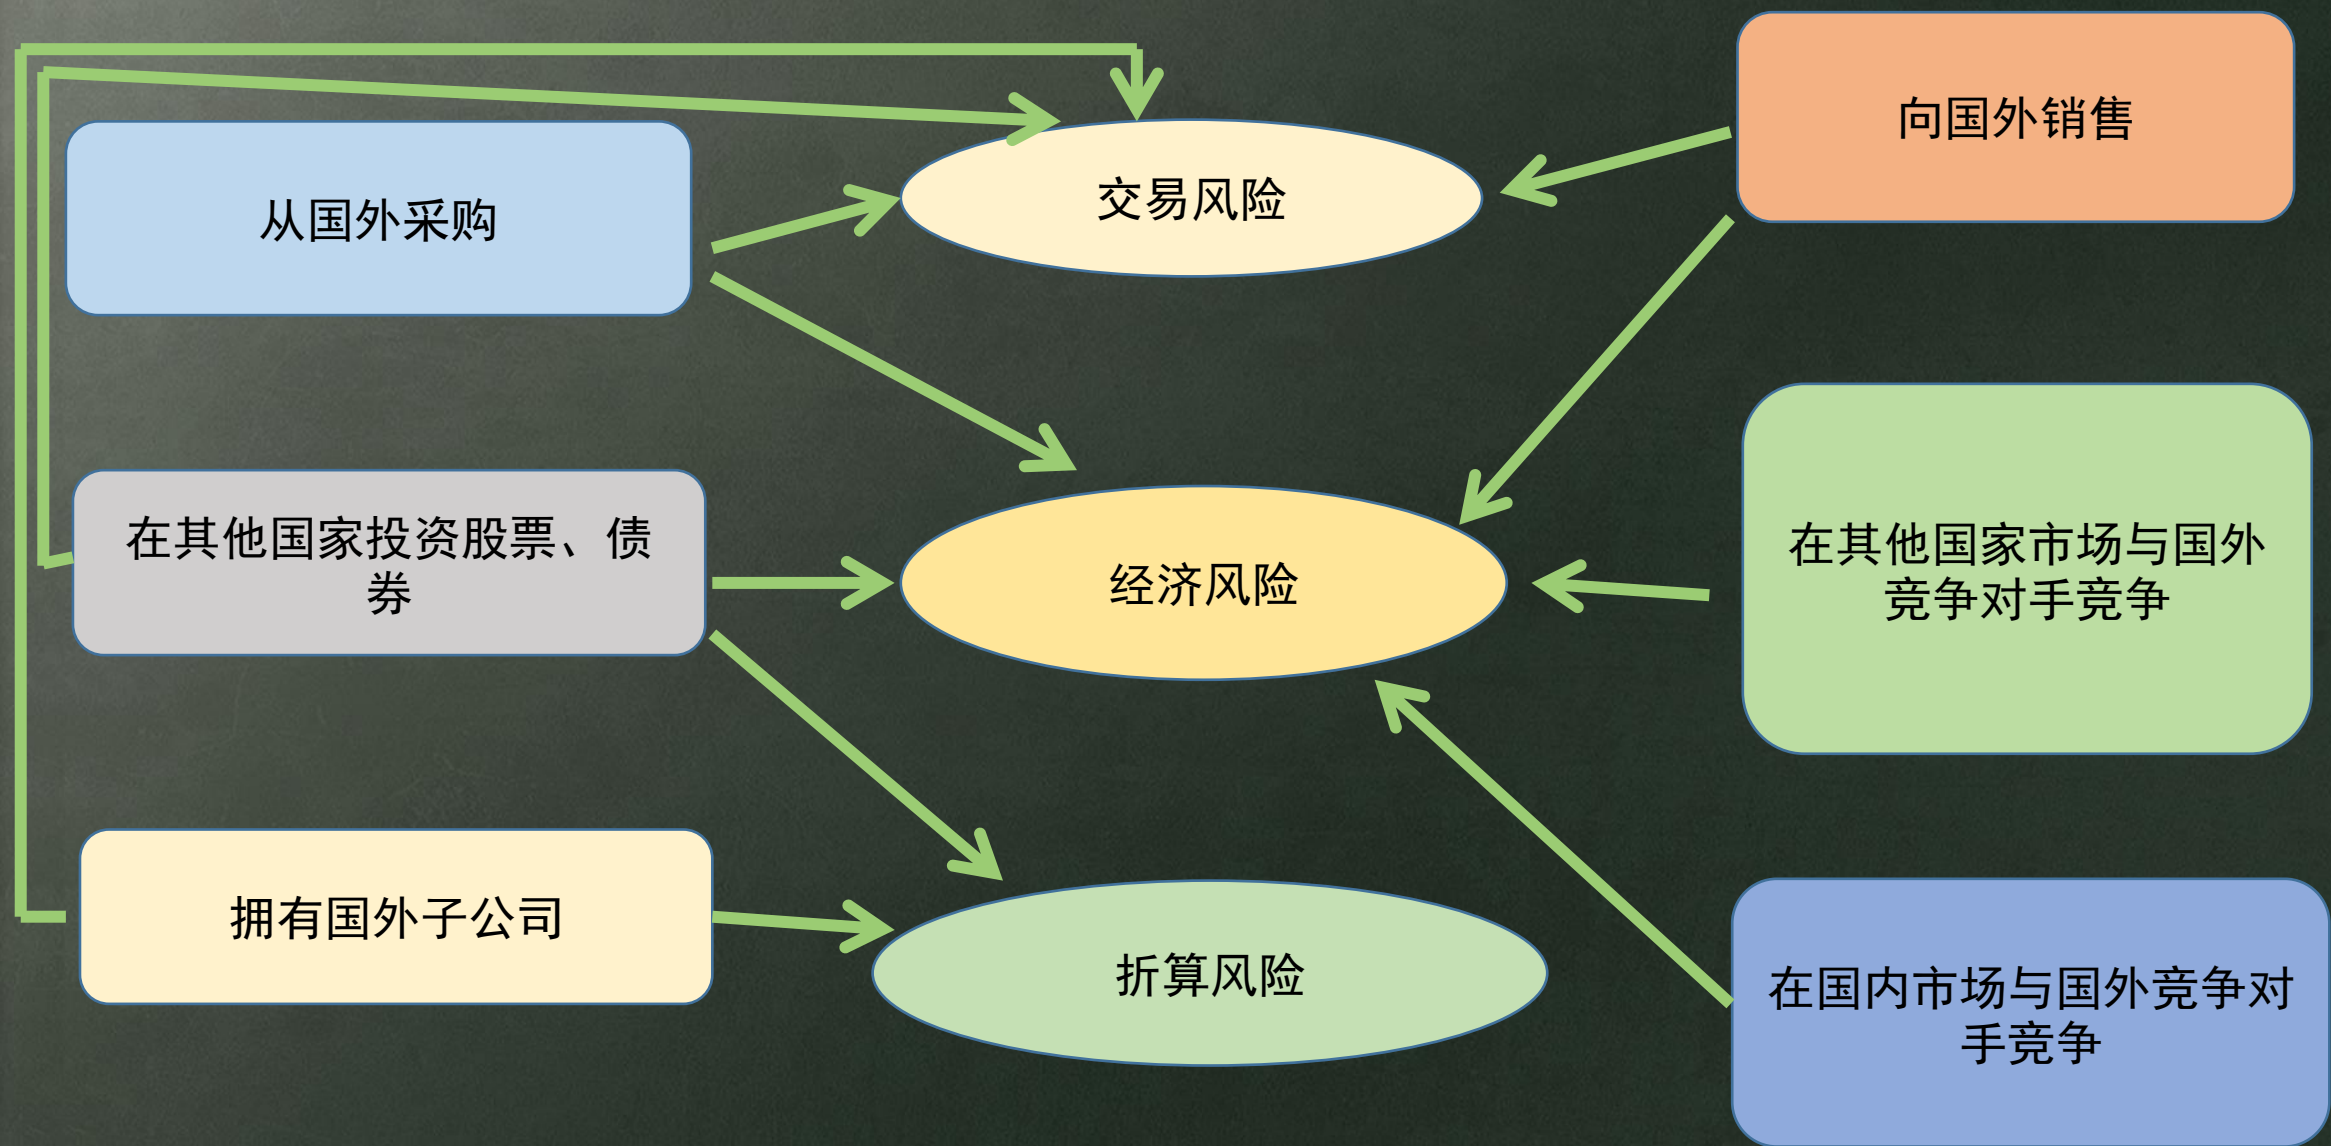 向国外销售
从国外采购
交易风险
在其他国家投资股票、债
券
经济风险
在其他国家市场与国外
竞争对手竞争
拥有国外子公司
折算风险
在国内市场与国外竞争对
手竞争